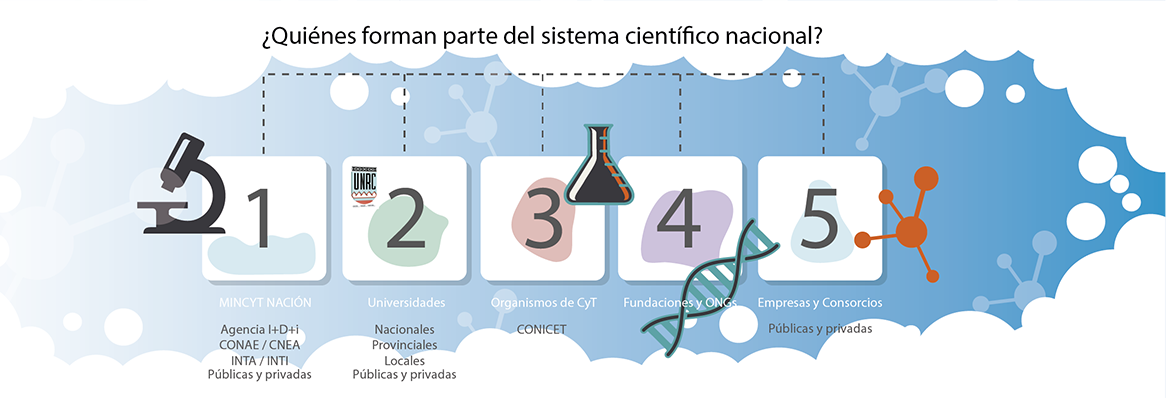 ¿Quiénes forman parte del sistema científico nacional?
1
UNRC
2
3
4
5
MINCYT NACIÓN
Agencia I+D+i
CONAE / CNEA
INTA / INTI
Públicas y privadas
Universidades
Nacionales
Provinciales
Locales
Públicas y privadas
Organismos de CyT
CONICET
Fundaciones y ONGs
Empresas y Consorcios
Públicas y privadas